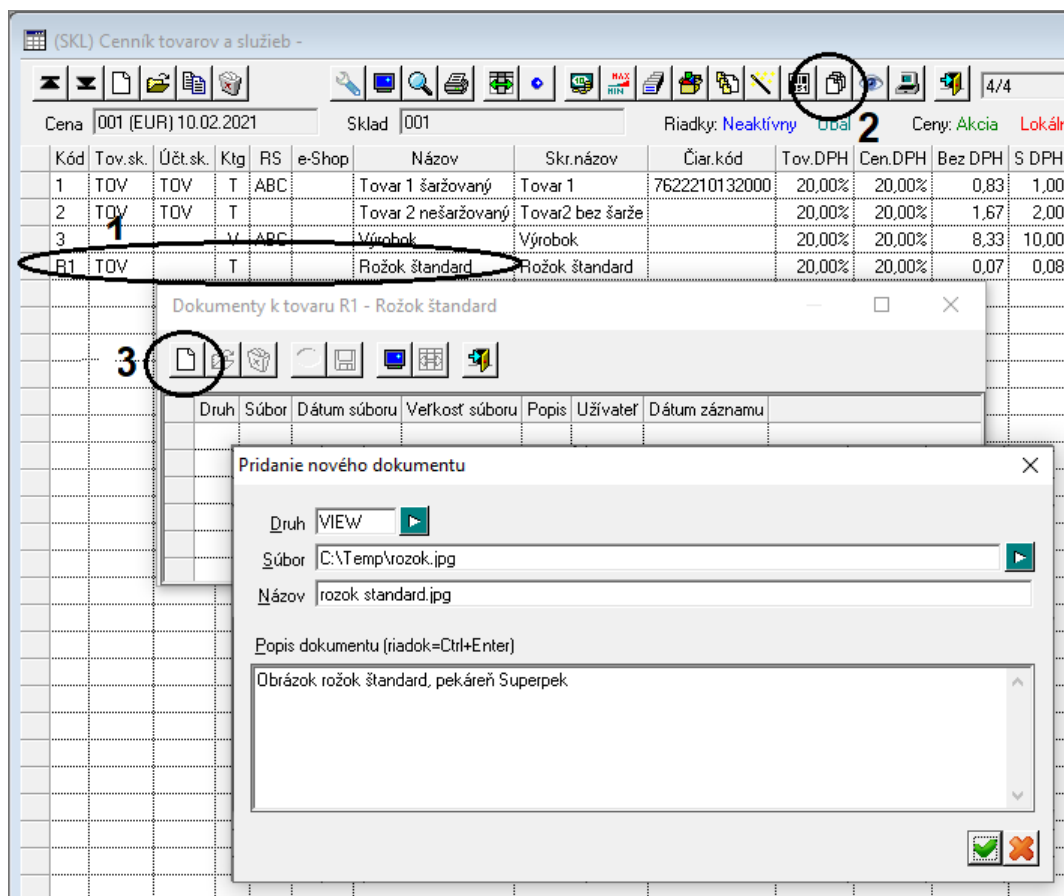 (SKL) Cenník tovarov a služieb -
MAX
MIN
4/4
Cena 001 (EUR) 10.02.2021 Sklad 001 Riadky: Neaktívny Obal 2 Ceny: Akcia Lokáln
Kód Tov.sk. Účt.sk. Ktg RS e-Shop Názov Skr.názov Čiar.kód Tov.DPH Cen.DPH Bez DPH S DPH
1 TOV TOV T ABC Tovar 1 šaržovaný Tovar 1 7622210132000 20,00% 20,00% 0,83 1,00
2 TOV TOV T Tovar 2 nešaržovaný Tovar2 bez šarže 20,00% 20,00% 1,67 2,00
1
3 V ABC Výrobok Výrobok 20,00% 20,00% 8,33 10,00
R1 TOV T Rožok štandard Rožok štandard 20,00% 20,00% 0,07 0,08
Dokumenty k tovaru R1 - Rožok štandard
3
Druh Súbor Dátum súboru Veľkosť súboru Popis Užívateľ Dátum záznamu
Pridanie nového dokumentu
Druh VIEW
Súbor C:\Temp\rozok.jpg
Názov rozok standard.jpg
Popis dokumentu (riadok=Ctrl+Enter)
Obrázok rožok štandard, pekáreň Superpek